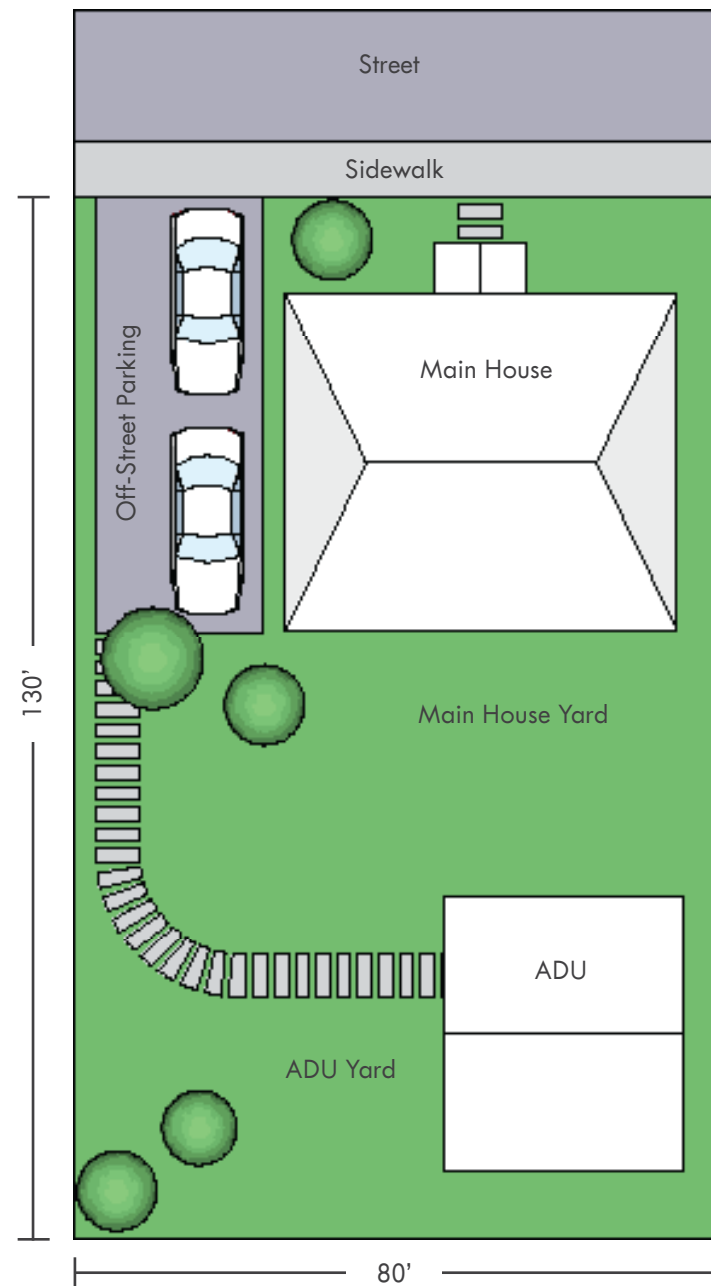 Street
Sidewalk
Main House
Off-Street Parking
130’
Main House Yard
ADU
ADU Yard
80’